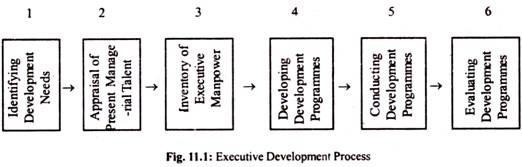 1 2 3 4 5 6
Identifying
Development
Needs
Appraisal of
Present Manage
-rial Talent
Inventory of
Executive
Manpower
Developing
Development
Programmes
Conducting
Development
Programmes
Evaluating
Development
Programmes
Fig. 11.1: Executive Development Process